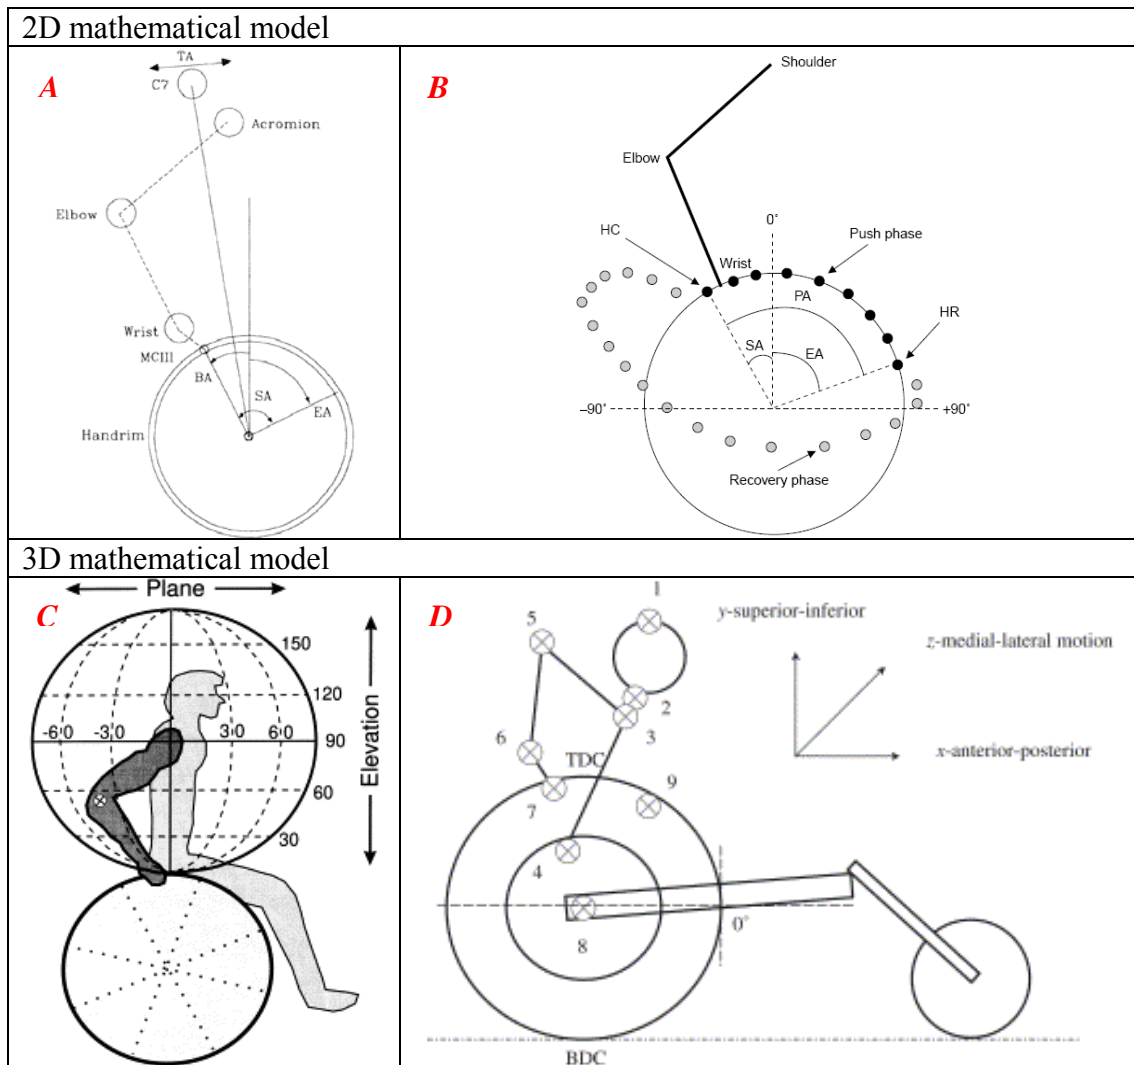 2D mathematical model
A
TA
C7
Acromion
Elbow
Wrist
MCIII
BA
SA
EA
Handrim
B
Shoulder
Elbow
0°
HC
Wrist
Push phase
PA
HR
SA
EA
–90°
+90°
Recovery phase
3D mathematical model
C
Plane
150
120
-60 -30 30 60
90
60
30
Elevation
D
1
5
y-superior-inferior
z-medial-lateral motion
2
3
6
TDC
x-anterior-posterior
7
9
4
8
0°
BDC